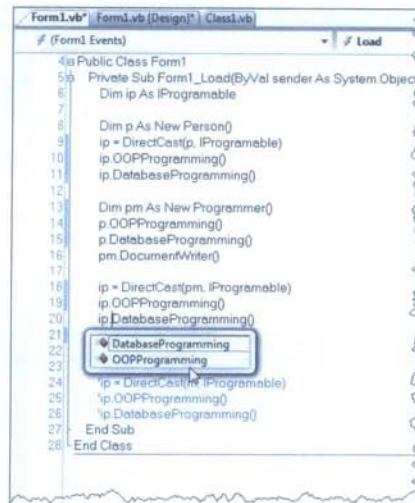 Form1.vb* Form1.vb [Design]* Class1.vb
(Form1 Events) Load
4 Public Class Form1
5 Private Sub Form1_Load(ByVal sender As System.Object
6 Dim ip As IProgramable
7
8 Dim p As New Person()
9 ip = DirectCast(p, IProgramable)
10 ip.OOPProgramming()
11 ip.DatabaseProgramming()
12
13 Dim pm As New Programmer()
14 p.OOPProgramming()
15 p.DatabaseProgramming()
16 pm.DocumentWriter()
17
18 ip = DirectCast(pm, IProgramable)
19 ip.OOPProgramming()
20 ip.DatabaseProgramming()
21
22 DatabaseProgramming
23 OOPProgramming
24 'ip = DirectCast( IProgramable)
25 'ip.OOPProgramming()
26 'ip.DatabaseProgramming()
27 End Sub
28 End Class